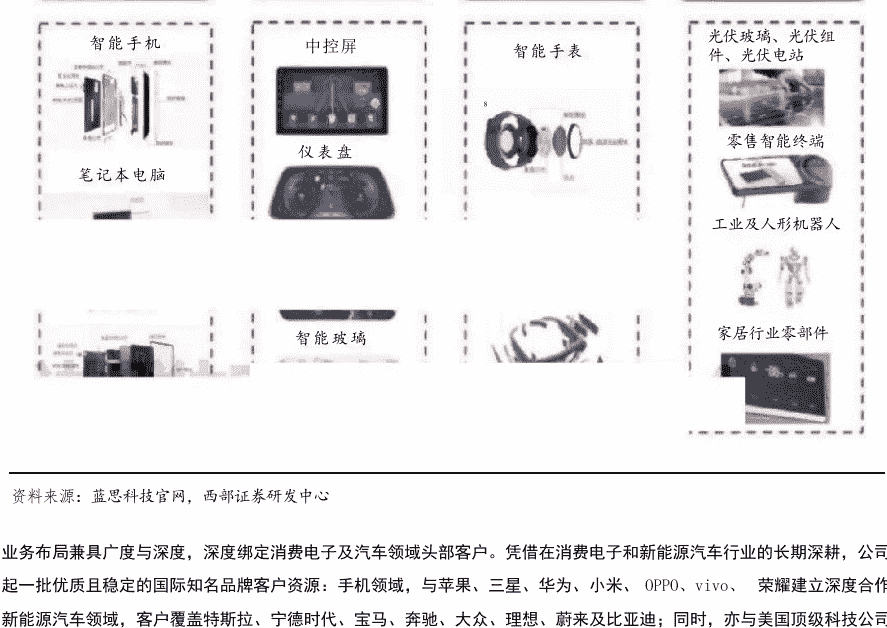 智能手机
笔记本电脑
中控屏
仪表盘
智能玻璃
智能手表
8
光伏玻璃、光伏组
件、光伏电站
零售智能终端
工业及人形机器人
家居行业零部件
资料来源：蓝思科技官网，西部证券研发中心
业务布局兼具广度与深度，深度绑定消费电子及汽车领域头部客户。凭借在消费电子和新能源汽车行业的长期深耕，公司
起一批优质且稳定的国际知名品牌客户资源：手机领域，与苹果、三星、华为、小米、 OPPO、vivo、 荣耀建立深度合作
新能源汽车领域，客户覆盖特斯拉、宁德时代、宝马、奔驰、大众、理想、蔚来及比亚迪；同时，亦与美国顶级科技公司